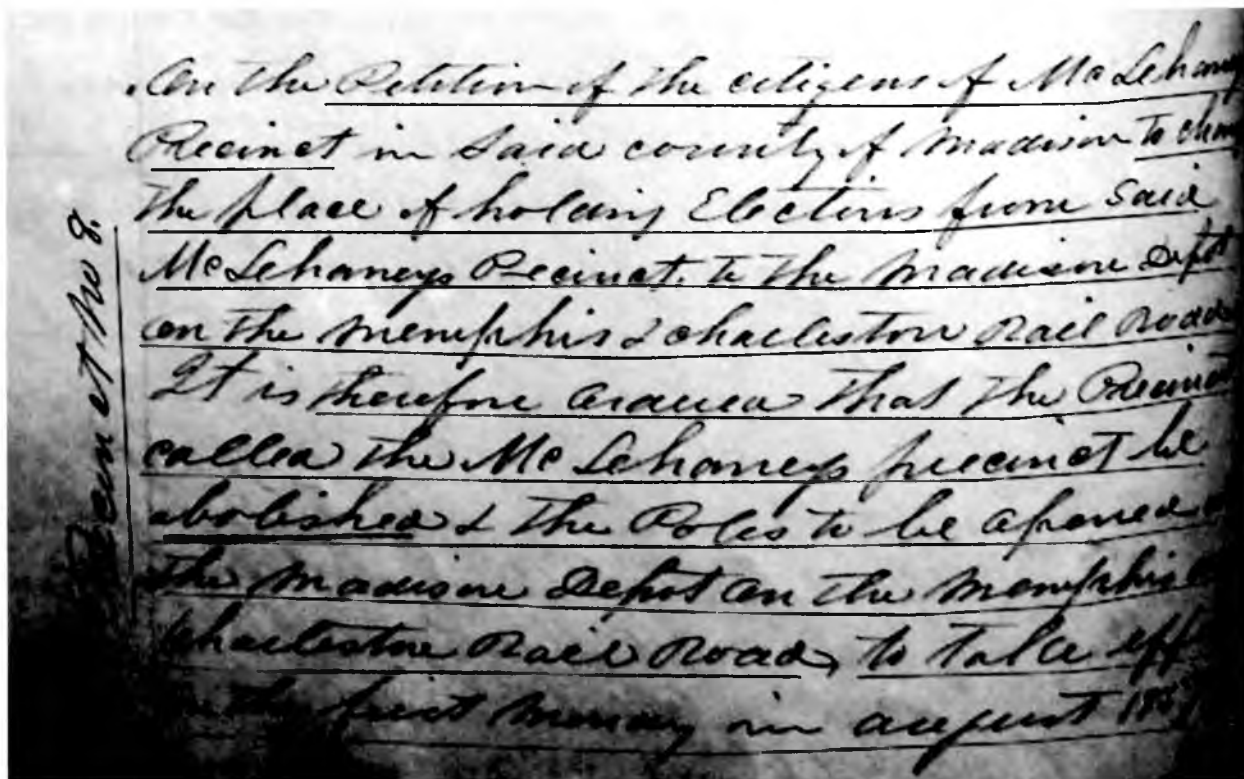 On the Petition of the citizens of McLehaney
Precinct in Said county of Madison to chang
the place of holding Elections from Said
McLehaneys Precinct to the Madison Depot
on the Memphis & charleston Rail Road
It is therefore ordered that the Precinct
called the McLehaneys precinct be
abolished & the Poles to be opened
the Madison Depot on the Memphis
Charleston Rail Road, to take eff
the first Monday in august
Precinct No 8.